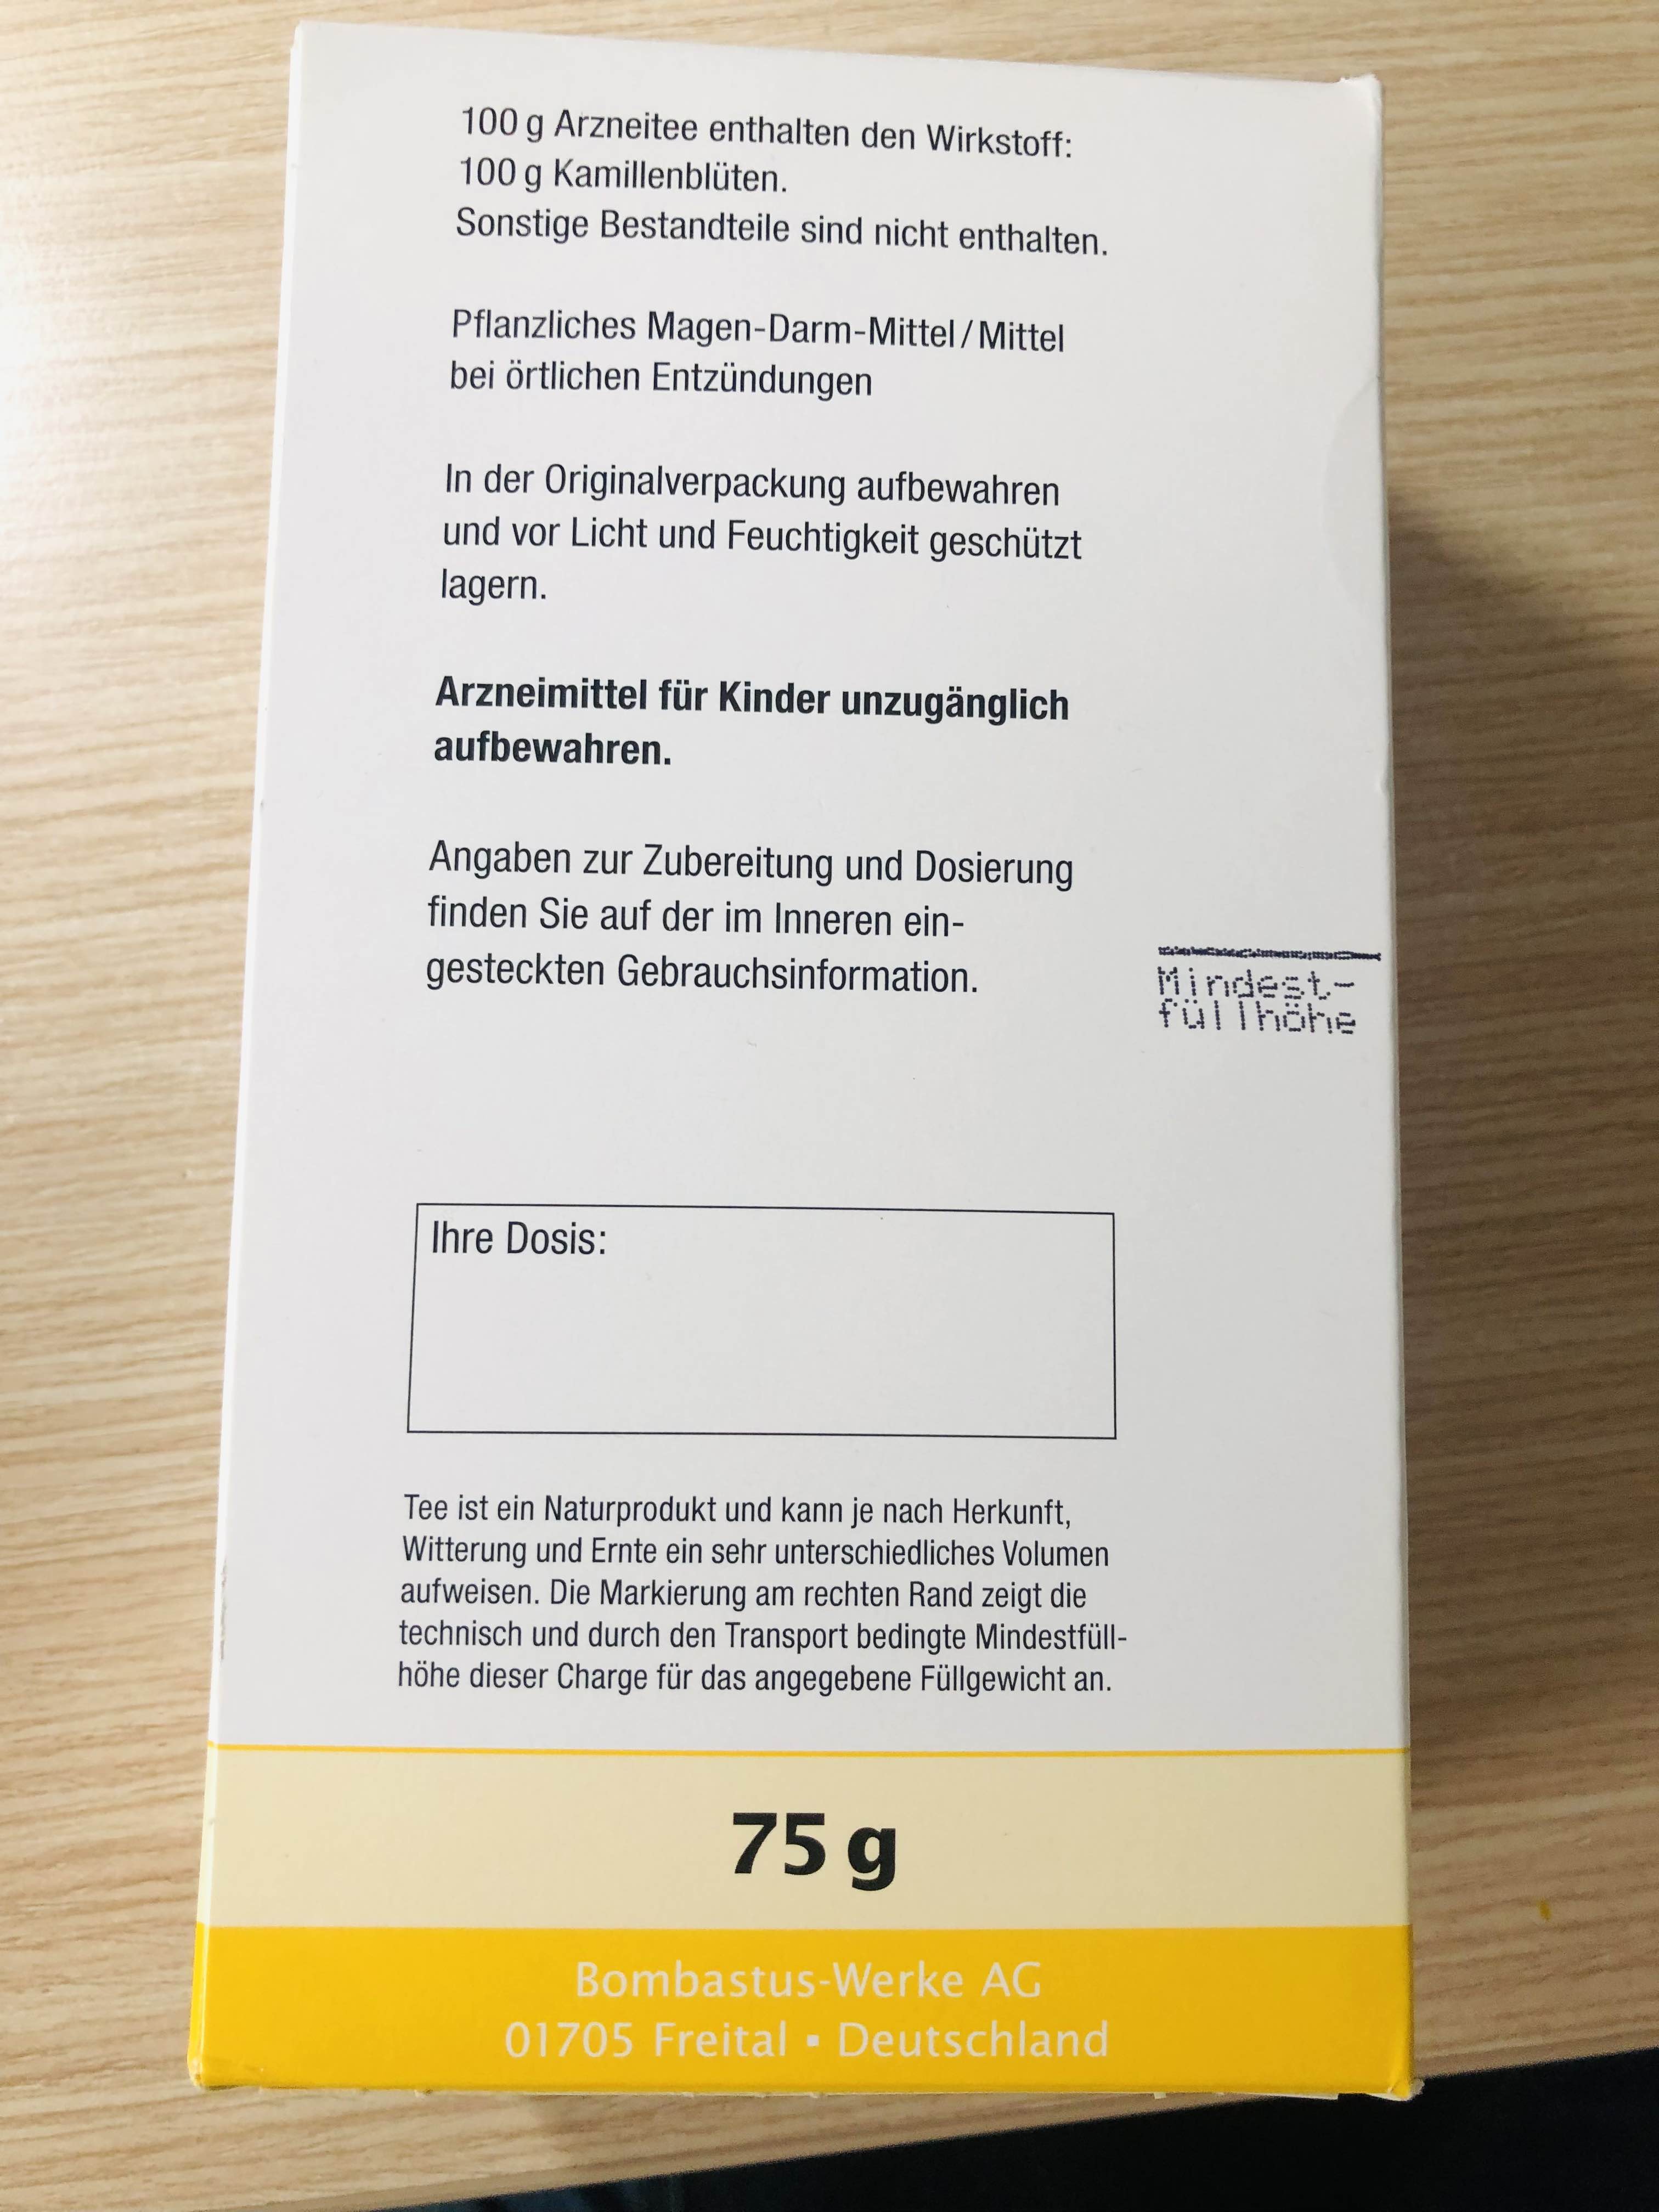 100 g Arzneitee enthalten den Wirkstoff:
100 g Kamillenblüten.
Sonstige Bestandteile sind nicht enthalten.
Pflanzliches Magen-Darm-Mittel/Mittel
bei örtlichen Entzündungen
In der Originalverpackung aufbewahren
und vor Licht und Feuchtigkeit geschützt
lagern.
Arzneimittel für Kinder unzugänglich
aufbewahren.
Angaben zur Zubereitung und Dosierung
finden Sie auf der im Inneren ein-
gesteckten Gebrauchsinformation.
Mindest-
füllhöhe
Ihre Dosis:
Tee ist ein Naturprodukt und kann je nach Herkunft,
Witterung und Ernte ein sehr unterschiedliches Volumen
aufweisen. Die Markierung am rechten Rand zeigt die
technisch und durch den Transport bedingte Mindestfüll-
höhe dieser Charge für das angegebene Füllgewicht an.
75 g
Bombastus-Werke AG
01705 Freital ▪ Deutschland